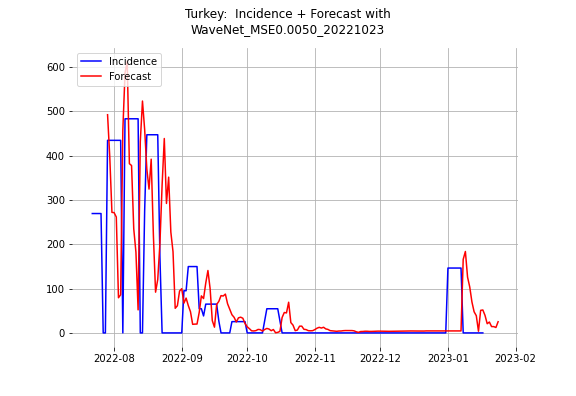 Turkey:  Incidence + Forecast with
WaveNet_MSE0.0050_20221023
Incidence
Forecast
600
500
400
300
200
100
0
2022-08 2022-09 2022-10 2022-11 2022-12 2023-01 2023-02